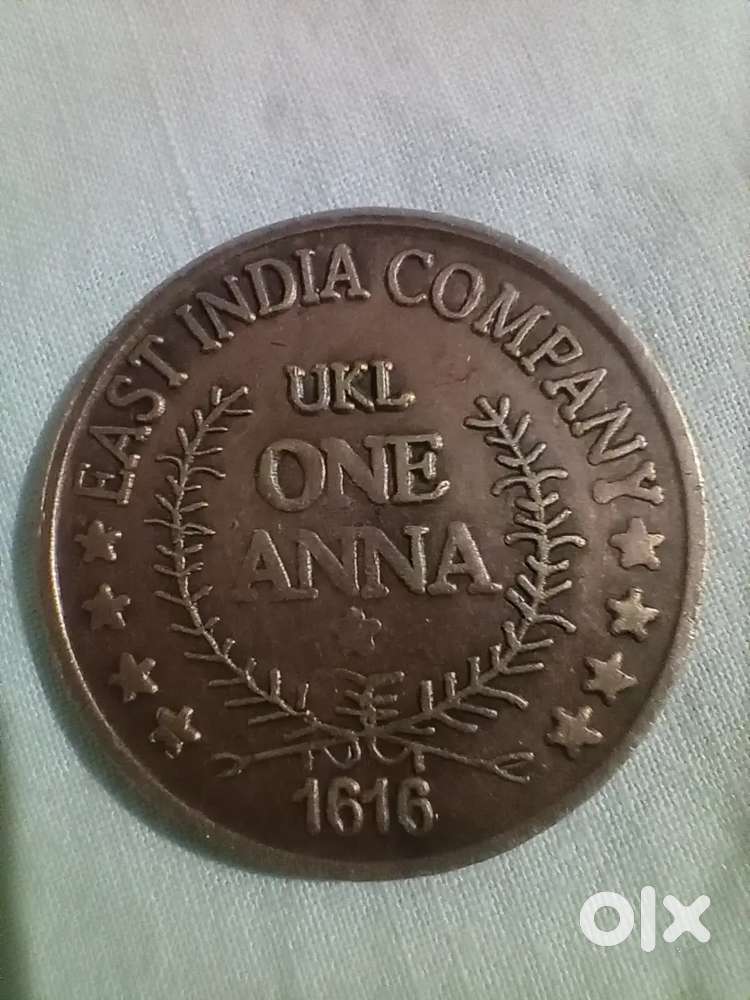 EAST INDIA COMPANY
UKL
ONE
ANNA
1616
olx